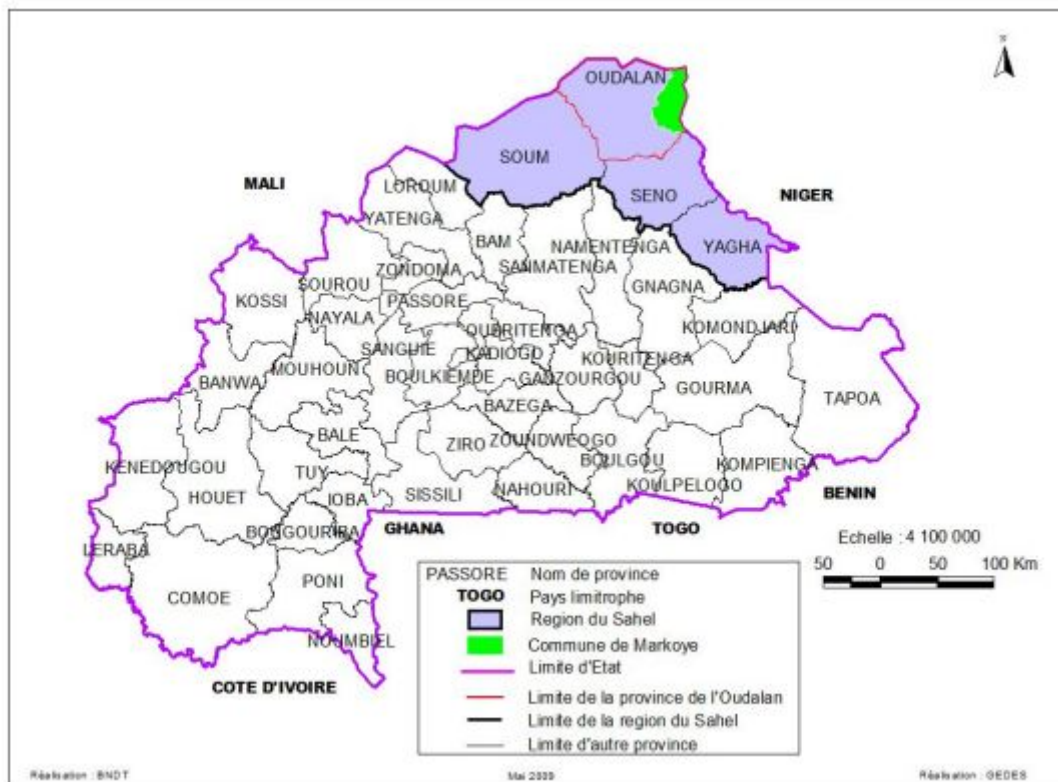 N
OUDALAN
SOUM
MALI
LOROUM
SENO
NIGER
YATENGA
BAM
NAMENTENGA
YAGHA
ZONDOMA
SANMATENGA
SOUROU
GNAGNA
KOSSI
PASSORE
NAYALA
OUBRITENGA
KOMONDJARI
SANGUIE
KADIOGO
KOURITENGA
MOUHOUN
BANWA
BOULKIEMDE
GANZOURGOU
GOURMA
TAPOA
BAZEGA
BALE
ZIRO
ZOUNDWEOGO
BOULGOU
KENEDOUGOU
TUY
KOMPIENGA
HOUET
IOBA
SISSILI
NAHOURI
KOULPELOGO
BENIN
BONGOURIRA
GHANA
TOGO
LERABA
PONI
COMOE
NOUMBIEL
COTE D'IVOIRE
Echelle : 4 100 000
50 0 50 100 Km
PASSORE Nom de province
TOGO Pays limitrophe
Region du Sahel
Commune de Markoye
Limite d'Etat
Limite de la province de l'Oudalan
Limite de la region du Sahel
Limite d'autre province
Réalisation : BNDT
Mai 2009
Réalisation : GEDES